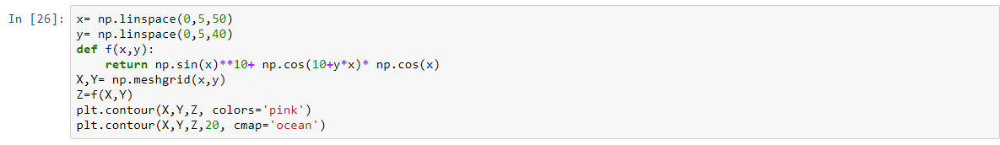 In [26]: x= np.linspace(0,5,50)
y= np.linspace(0,5,40)
def f(x,y):
    return np.sin(x)**10+ np.cos(10+y*x)* np.cos(x)
X,Y= np.meshgrid(x,y)
Z=f(X,Y)
plt.contour(X,Y,Z, colors='pink')
plt.contour(X,Y,Z,20, cmap='ocean')